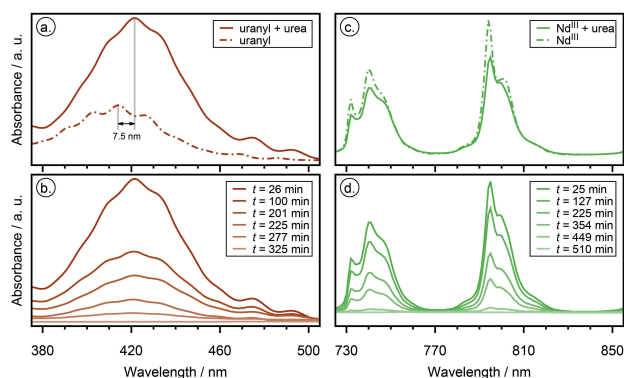 a.
uranyl + urea
uranyl
7.5 nm
Absorbance / a. u.
c.
Nd^III + urea
Nd^III
Absorbance / a. u.
b.
t = 26 min
t = 100 min
t = 201 min
t = 225 min
t = 277 min
t = 325 min
Absorbance / a. u.
380 420 460 500
Wavelength / nm
d.
t = 25 min
t = 127 min
t = 225 min
t = 354 min
t = 449 min
t = 510 min
Absorbance / a. u.
730 770 810 850
Wavelength / nm